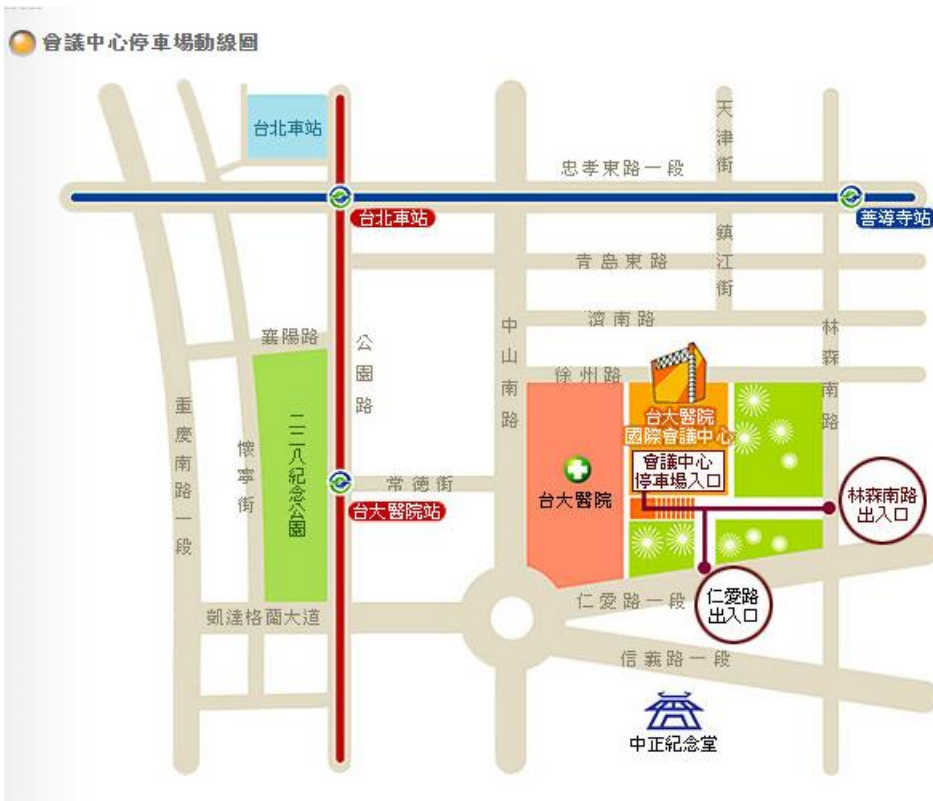 會議中心停車場動線圖
台北車站
天津街
忠孝東路一段
台北車站
善導寺站
鎮江街
青島東路
濟南路
襄陽路
公園路
中山南路
林森南路
徐州路
台大醫院
國際會議中心
重慶南路一段
懷寧街
二二八紀念公園
會議中心
停車場入口
常德街
台大醫院
林森南路
出入口
台大醫院站
仁愛路一段
仁愛路
出入口
凱達格蘭大道
信義路一段
中正紀念堂